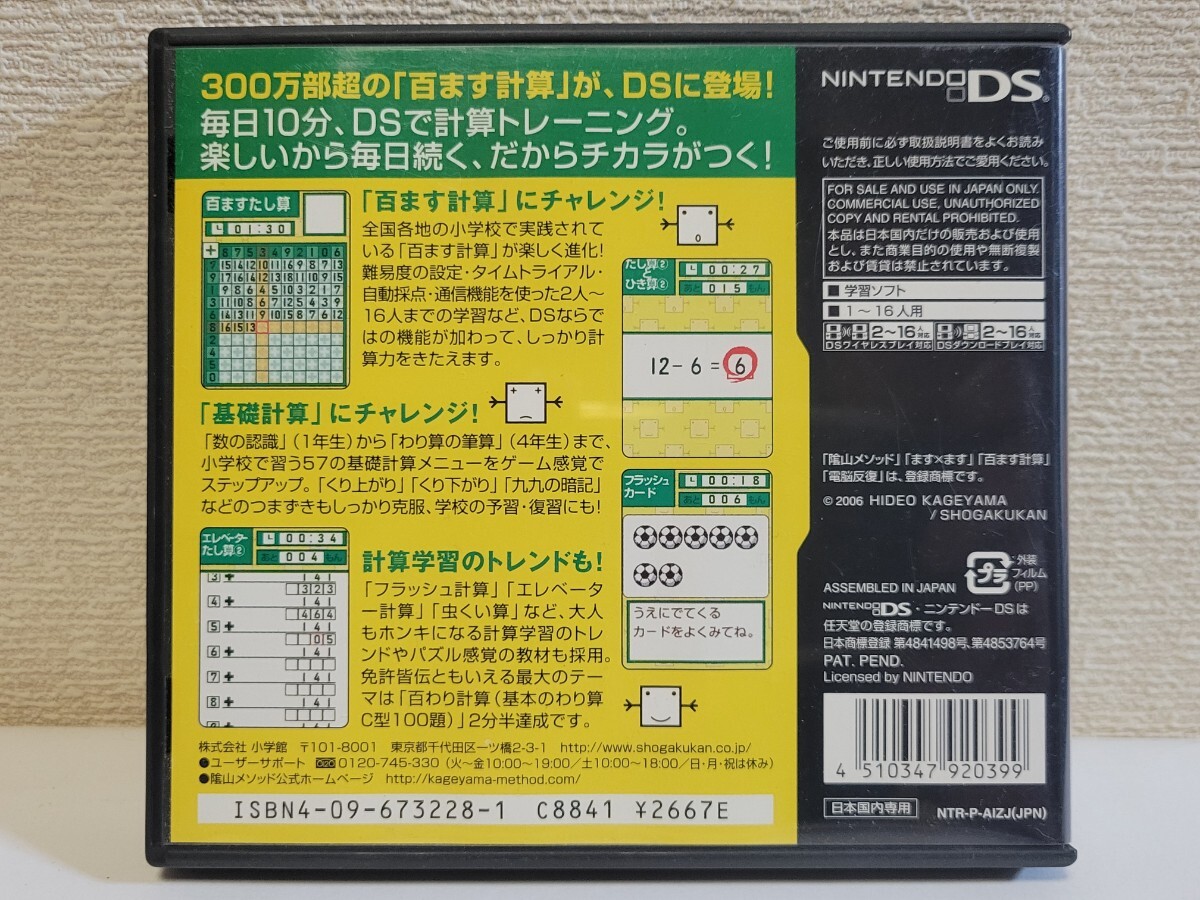 300万部超の「百ます計算」が、DSに登場！
毎日10分、DSで計算トレーニング。
楽しいから毎日続く、だからチカラがつく！
百ますたし算
01:30
「百ます計算」にチャレンジ！
全国各地の小学校で実践されて
いる「百ます計算」が楽しく進化！
難易度の設定・タイムトライアル・
自動採点・通信機能を使った2人～
16人までの学習など、DSならで
はの機能が加わって、しっかり計
算力をきたえます。
たし算②
と
ひき算②
00:27
あと 015 もん
12-6=6
「基礎計算」にチャレンジ！
「数の認識」（1年生）から「わり算の筆算」（4年生）まで、
小学校で習う57の基礎計算メニューをゲーム感覚で
ステップアップ。「くり上がり」「くり下がり」「九九の暗記」
などのつまずきもしっかり克服、学校の予習・復習にも！
フラッシュ
カード
00:18
あと 006 もん
うえにでてくる
カードをよくみてね。
エレベーター
たし算②
00:34
あと 004 もん
計算学習のトレンドも！
「フラッシュ計算」「エレベー
ター計算」「虫くい算」など、大人
もホンキになる計算学習のトレ
ンドやパズル感覚の教材も採用。
免許皆伝ともいえる最大のテー
マは「百わり計算（基本のわり算
C型100題）」2分半達成です。
株式会社 小学館 〒101-8001 東京都千代田区一ツ橋2-3-1 http://www.shogakukan.co.jp/
●ユーザーサポート 0120-745-330（火～金10:00～19:00／土10:00～18:00／日・月・祝は休み）
●陰山メソッド公式ホームページ http://kageyama-method.com/
ISBN4-09-673228-1 C8841 ¥2667E
NINTENDO DS®
ご使用前に必ず取扱説明書をよくお読み
いただき、正しい使用方法でご愛用ください。
FOR SALE AND USE IN JAPAN ONLY.
COMMERCIAL USE, UNAUTHORIZED
COPY AND RENTAL PROHIBITED.
本品は日本国内だけの販売および使用
とし、また商業目的の使用や無断複製
および賃貸は禁止されています。
■ 学習ソフト
■ 1～16人用
2～16人対応 DSワイヤレスプレイ対応
2～16人対応 DSダウンロードプレイ対応
「陰山メソッド」「ます×ます」「百ます計算」
「電脳反復」は、登録商標です。
© 2006 HIDEO KAGEYAMA
/ SHOGAKUKAN
ASSEMBLED IN JAPAN
プラ
外装
フィルム
(PP)
NINTENDO DS・ニンテンドーDSは
任天堂の登録商標です。
日本商標登録 第4841498号、第4853764号
PAT. PEND.
Licensed by NINTENDO
4 510347 920399
日本国内専用
NTR-P-AIZJ(JPN)